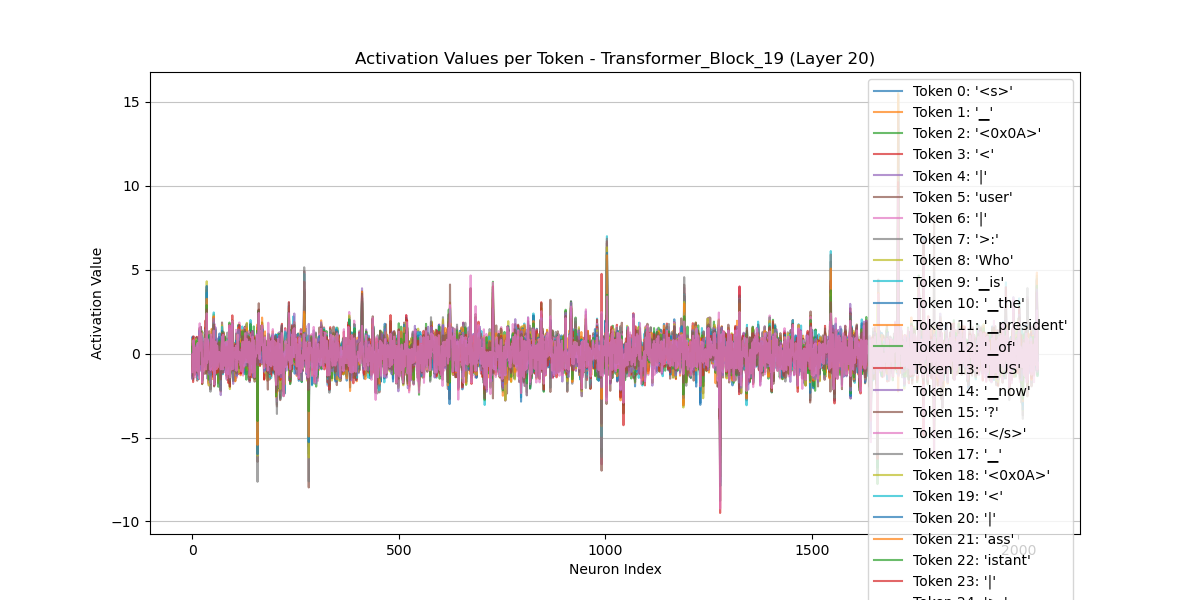 Activation Values per Token - Transformer_Block_19 (Layer 20)
Activation Value
15
10
5
0
−5
−10
0
500
1000
1500
2000
Neuron Index
Token 0: '<s>'
Token 1: '▁'
Token 2: '<0x0A>'
Token 3: '<'
Token 4: '|'
Token 5: 'user'
Token 6: '|'
Token 7: '>:'
Token 8: 'Who'
Token 9: '▁is'
Token 10: '▁the'
Token 11: '▁president'
Token 12: '▁of'
Token 13: '▁US'
Token 14: '▁now'
Token 15: '?'
Token 16: '</s>'
Token 17: '▁'
Token 18: '<0x0A>'
Token 19: '<'
Token 20: '|'
Token 21: 'ass'
Token 22: 'istant'
Token 23: '|'